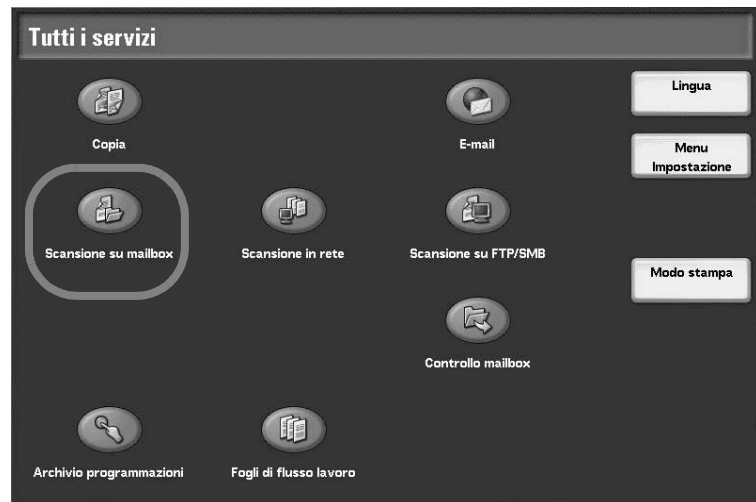 Tutti i servizi
Copia
E-mail
Lingua
Menu
Impostazione
Scansione su mailbox
Scansione in rete
Scansione su FTP/SMB
Modo stampa
Controllo mailbox
Archivio programmazioni
Fogli di flusso lavoro